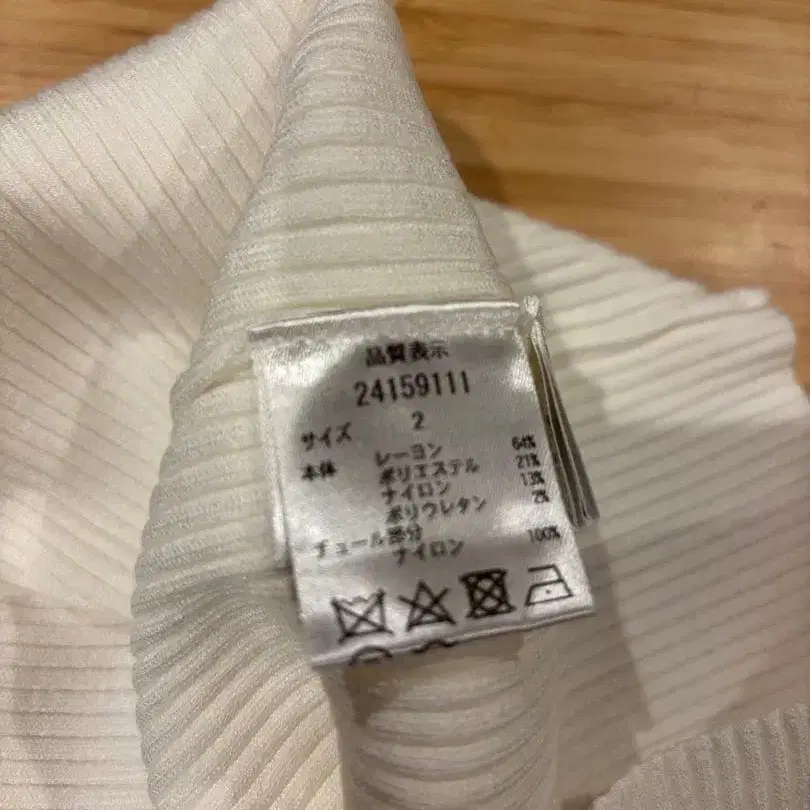 品質表示
24159111
サイズ 2
本体 レーヨン 64%
ポリエステル 21%
ナイロン 13%
ポリウレタン 2%
チュール部分
ナイロン 100%